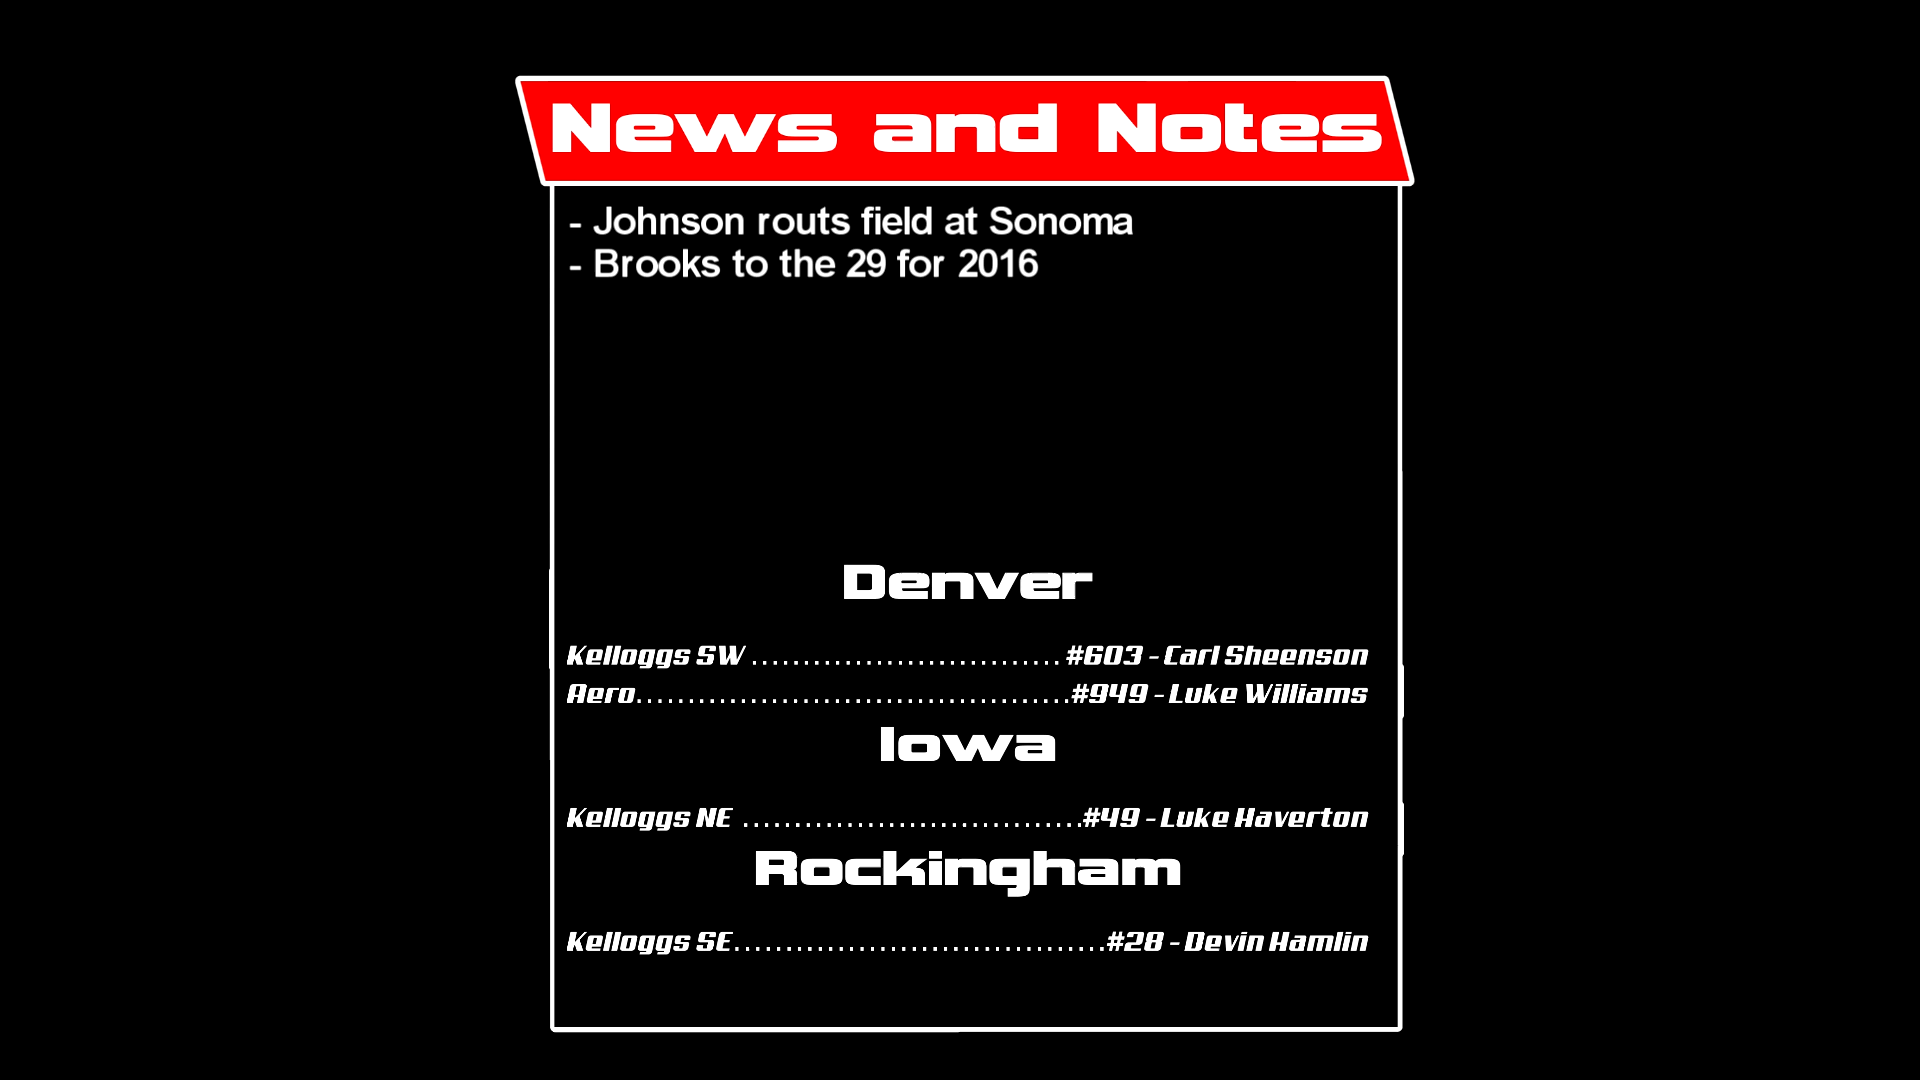 News and Notes
- Johnson routs field at Sonoma
- Brooks to the 29 for 2016
Denver
Kelloggs SW ..............................#603 - Carl Sheenson
Aero..........................................#949 - Luke Williams
Iowa
Kelloggs NE .................................#49 - Luke Haverton
Rockingham
Kelloggs SE....................................#28 - Devin Hamlin